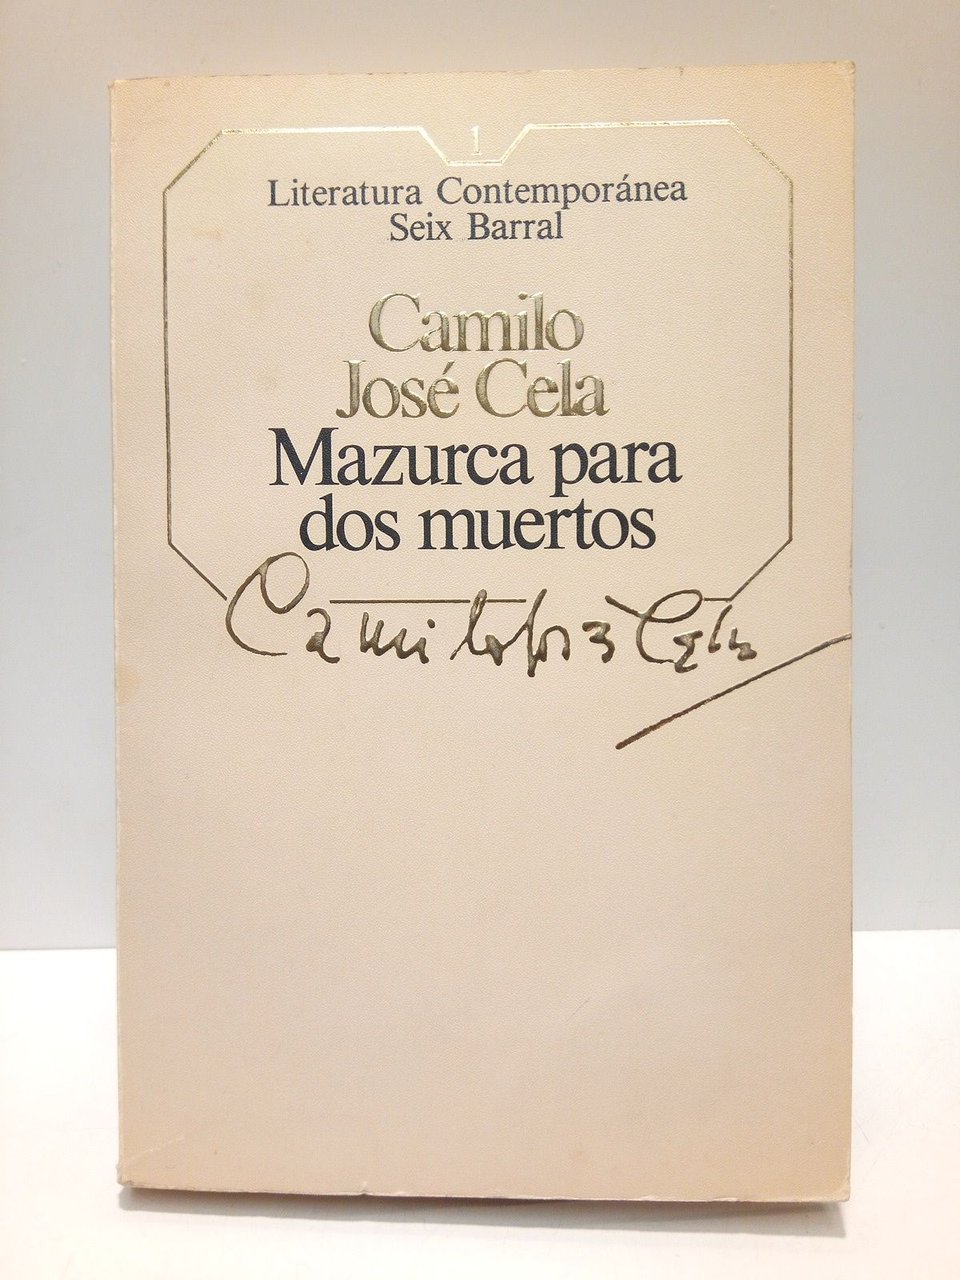 1
Literatura Contemporánea
Seix Barral
Camilo
José Cela
Mazurca para
dos muertos
Camilo José Cela